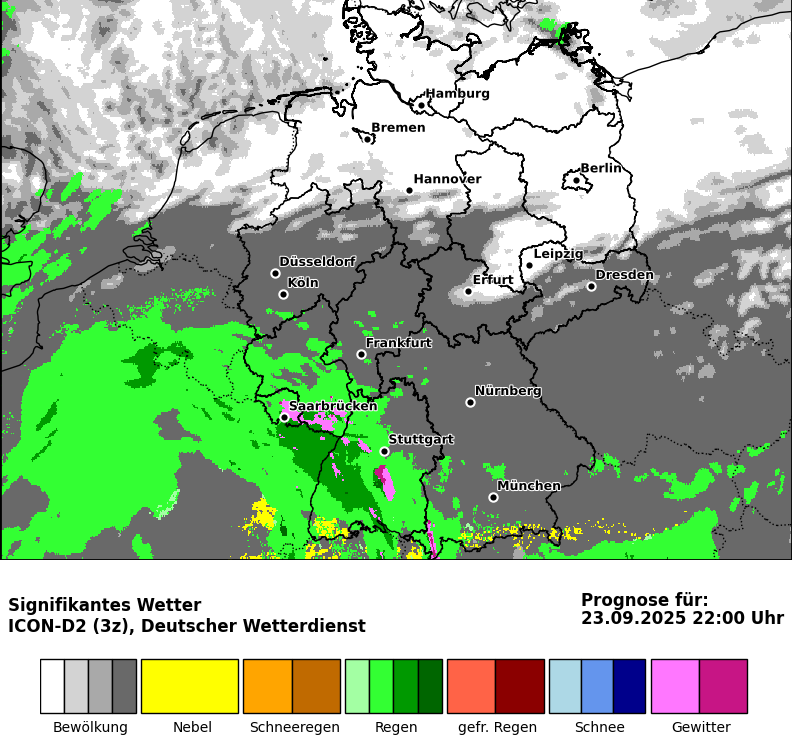 Hamburg
Bremen
Berlin
Hannover
Leipzig
Düsseldorf
Dresden
Köln
Erfurt
Frankfurt
Nürnberg
Saarbrücken
Stuttgart
München
Signifikantes Wetter
ICON-D2 (3z), Deutscher Wetterdienst
Prognose für:
23.09.2025 22:00 Uhr
Bewölkung
Nebel
Schneeregen
Regen
gefr. Regen
Schnee
Gewitter